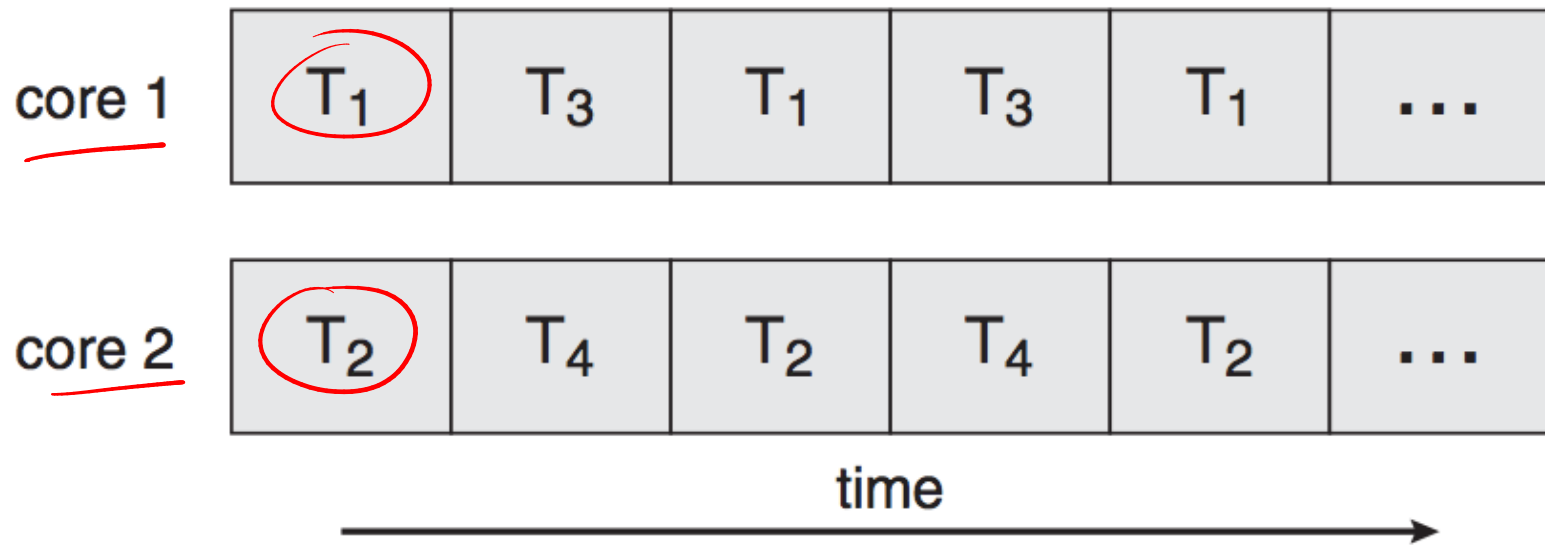 core 1 T₁ T₃ T₁ T₃ T₁ ...
core 2 T₂ T₄ T₂ T₄ T₂ ...
time